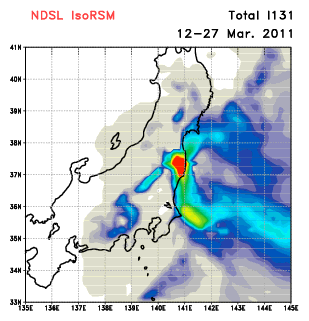 NDSL IsoRSM
Total I131
12-27 Mar. 2011
41N
40N
39N
38N
37N
36N
35N
34N
33N
135E 136E 137E 138E 139E 140E 141E 142E 143E 144E 145E